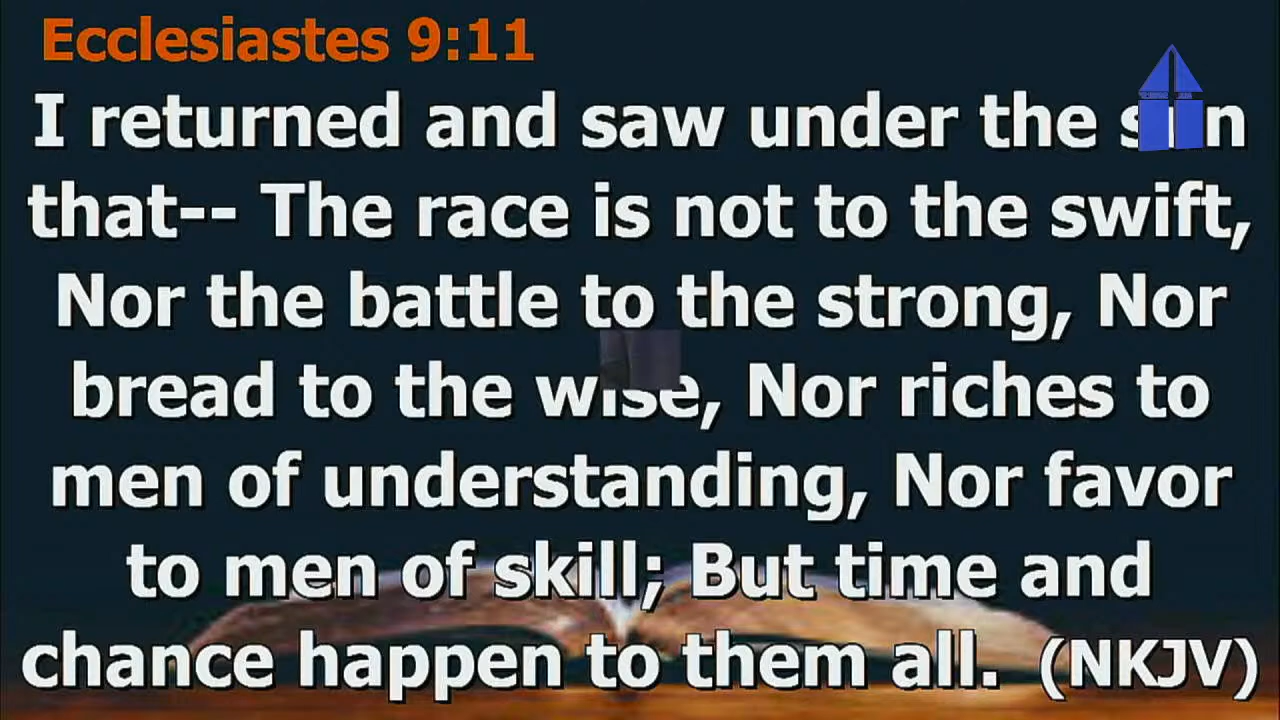 Ecclesiastes 9:11
I returned and saw under the sun
that-- The race is not to the swift,
Nor the battle to the strong, Nor
bread to the wise, Nor riches to
men of understanding, Nor favor
to men of skill; But time and
chance happen to them all. (NKJV)